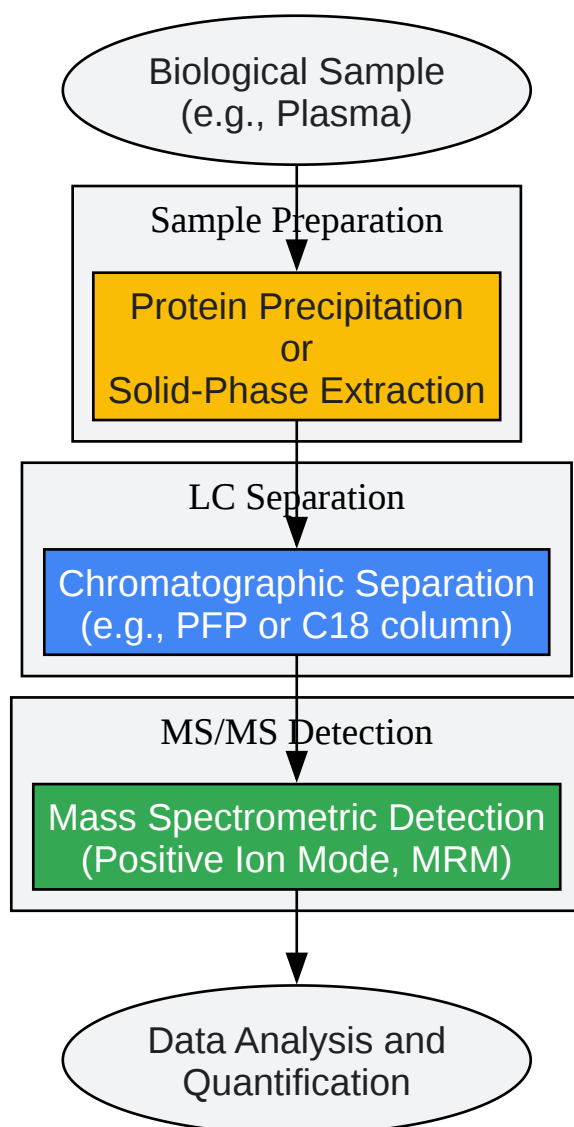 Biological Sample
(e.g., Plasma)
Sample Preparation
Protein Precipitation
or
Solid-Phase Extraction
LC Separation
Chromatographic Separation
(e.g., PFP or C18 column)
MS/MS Detection
Mass Spectrometric Detection
(Positive Ion Mode, MRM)
Data Analysis and
Quantification